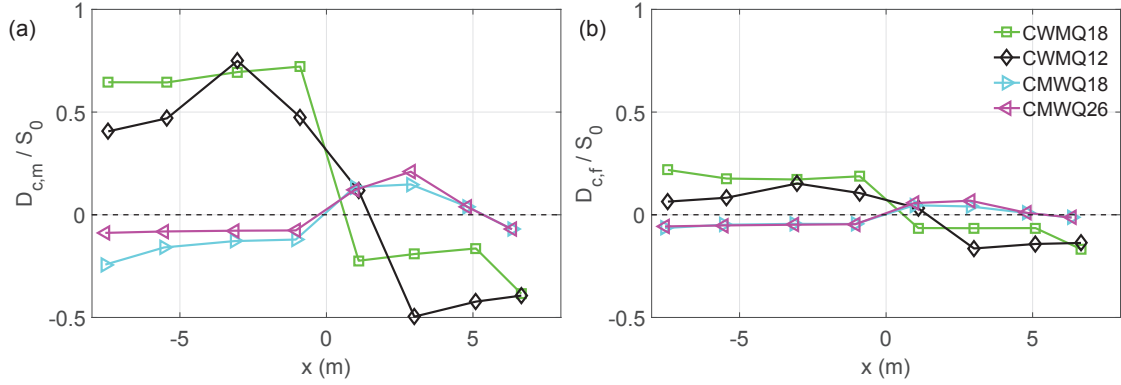 (a)
1
0.5
0
-0.5
D_c,m / S_0
-5
0
5
x (m)
(b)
1
0.5
0
-0.5
D_c,f / S_0
-5
0
5
x (m)
CWMQ18
CWMQ12
CMWQ18
CMWQ26